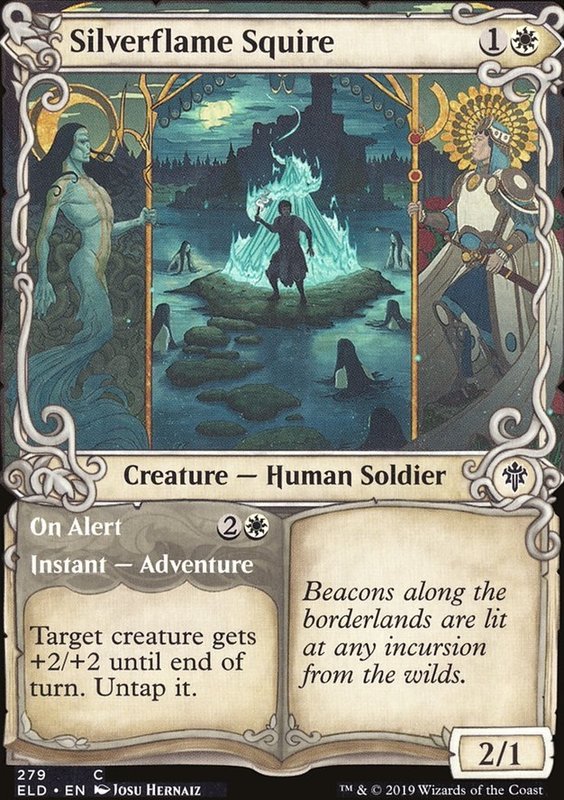 Silverflame Squire 1
Creature — Human Soldier
On Alert 2
Instant — Adventure
Target creature gets
+2/+2 until end of
turn. Untap it.
Beacons along the
borderlands are lit
at any incursion
from the wilds.
2/1
279 C
ELD • EN Josu Hernaiz
™ & © 2019 Wizards of the Coast